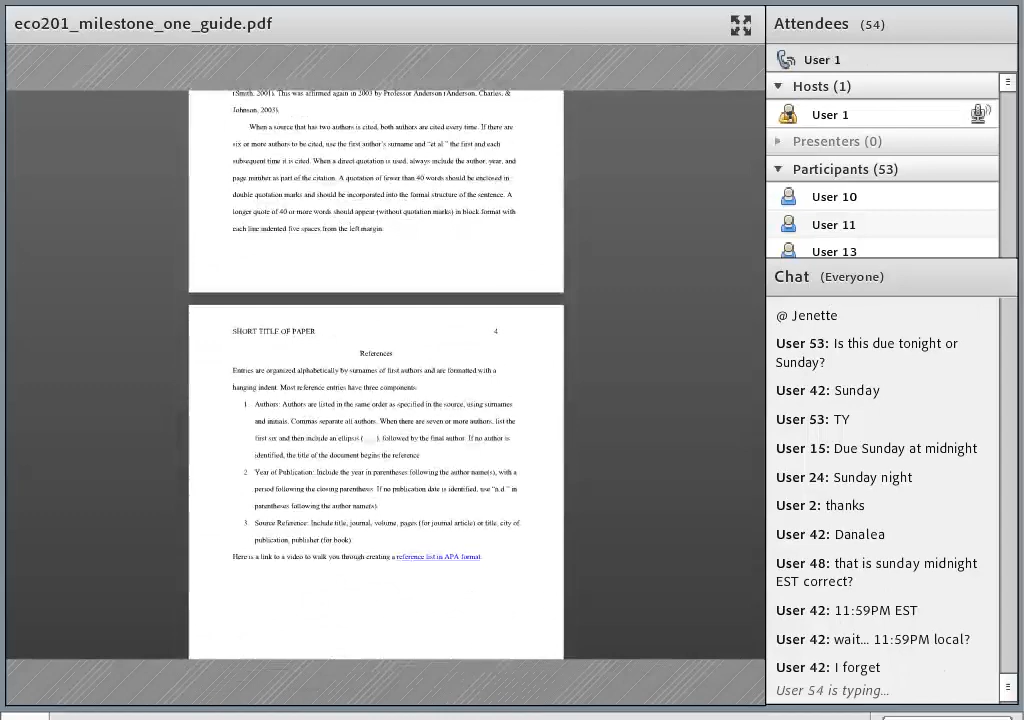 eco201_milestone_one_guide.pdf
(Smith, 2001). This was affirmed again in 2003 by Professor Anderson (Anderson, Charles, &
Johnson, 2003).
When a source that has two authors is cited, both authors are cited every time. If there are
six or more authors to be cited, use the first author's surname and “et al.” the first and each
subsequent time it is cited. When a direct quotation is used, always include the author, year, and
page number as part of the citation. A quotation of fewer than 40 words should be enclosed in
double quotation marks and should be incorporated into the formal structure of the sentence. A
longer quote of 40 or more words should appear (without quotation marks) in block format with
each line indented five spaces from the left margin.
SHORT TITLE OF PAPER 4
References
Entries are organized alphabetically by surnames of first authors and are formatted with a
hanging indent. Most reference entries have three components:
1 Authors: Authors are listed in the same order as specified in the source, using surnames
and initials. Commas separate all authors. When there are seven or more authors, list the
first six and then include an ellipsis ( ), followed by the final author. If no author is
identified, the title of the document begins the reference
2 Year of Publication: Include the year in parentheses following the author name(s), with a
period following the closing parenthesis. If no publication date is identified, use “n.d.” in
parentheses following the author name(s).
3 Source Reference: Include title, journal, volume, pages (for journal article) or title, city of
publication, publisher (for book)
Here is a link to a video to walk you through creating a reference list in APA format.
Attendees (54)
User 1
Hosts (1)
User 1
Presenters (0)
Participants (53)
User 10
User 11
User 13
Chat (Everyone)
@ Jenette
User 53: Is this due tonight or
Sunday?
User 42: Sunday
User 53: TY
User 15: Due Sunday at midnight
User 24: Sunday night
User 2: thanks
User 42: Danalea
User 48: that is sunday midnight
EST correct?
User 42: 11:59PM EST
User 42: wait... 11:59PM local?
User 42: I forget
User 54 is typing...